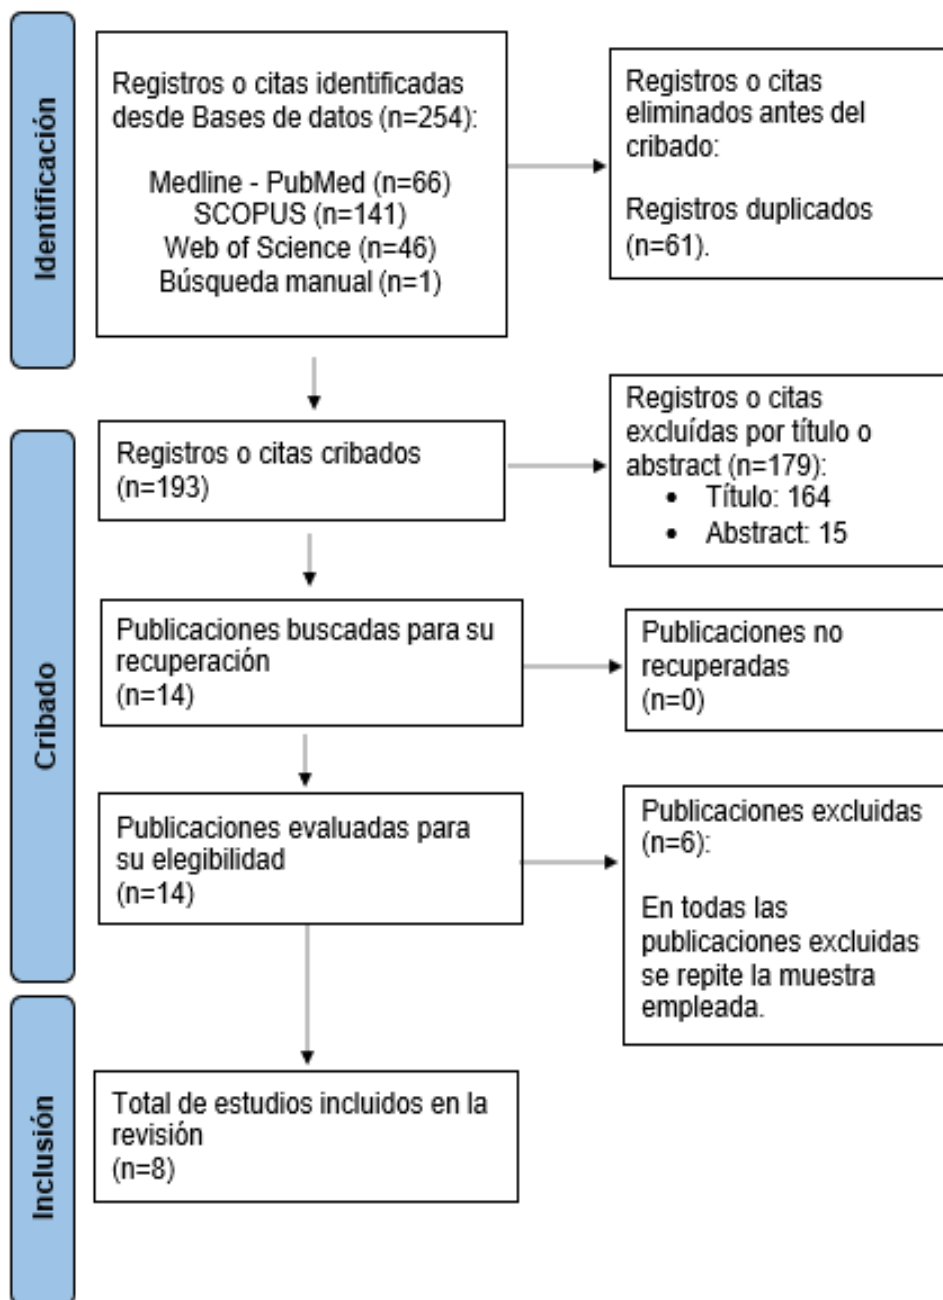 Identificación
Registros o citas identificadas
desde Bases de datos (n=254):
Medline - PubMed (n=66)
SCOPUS (n=141)
Web of Science (n=46)
Búsqueda manual (n=1)
Registros o citas
eliminados antes del
cribado:
Registros duplicados
(n=61).
Cribado
Registros o citas cribados
(n=193)
Registros o citas
excluídas por título o
abstract (n=179):
• Título: 164
• Abstract: 15
Publicaciones buscadas para su
recuperación
(n=14)
Publicaciones no
recuperadas
(n=0)
Publicaciones evaluadas para
su elegibilidad
(n=14)
Publicaciones excluidas
(n=6):
En todas las
publicaciones excluidas
se repite la muestra
empleada.
Inclusión
Total de estudios incluidos en la
revisión
(n=8)